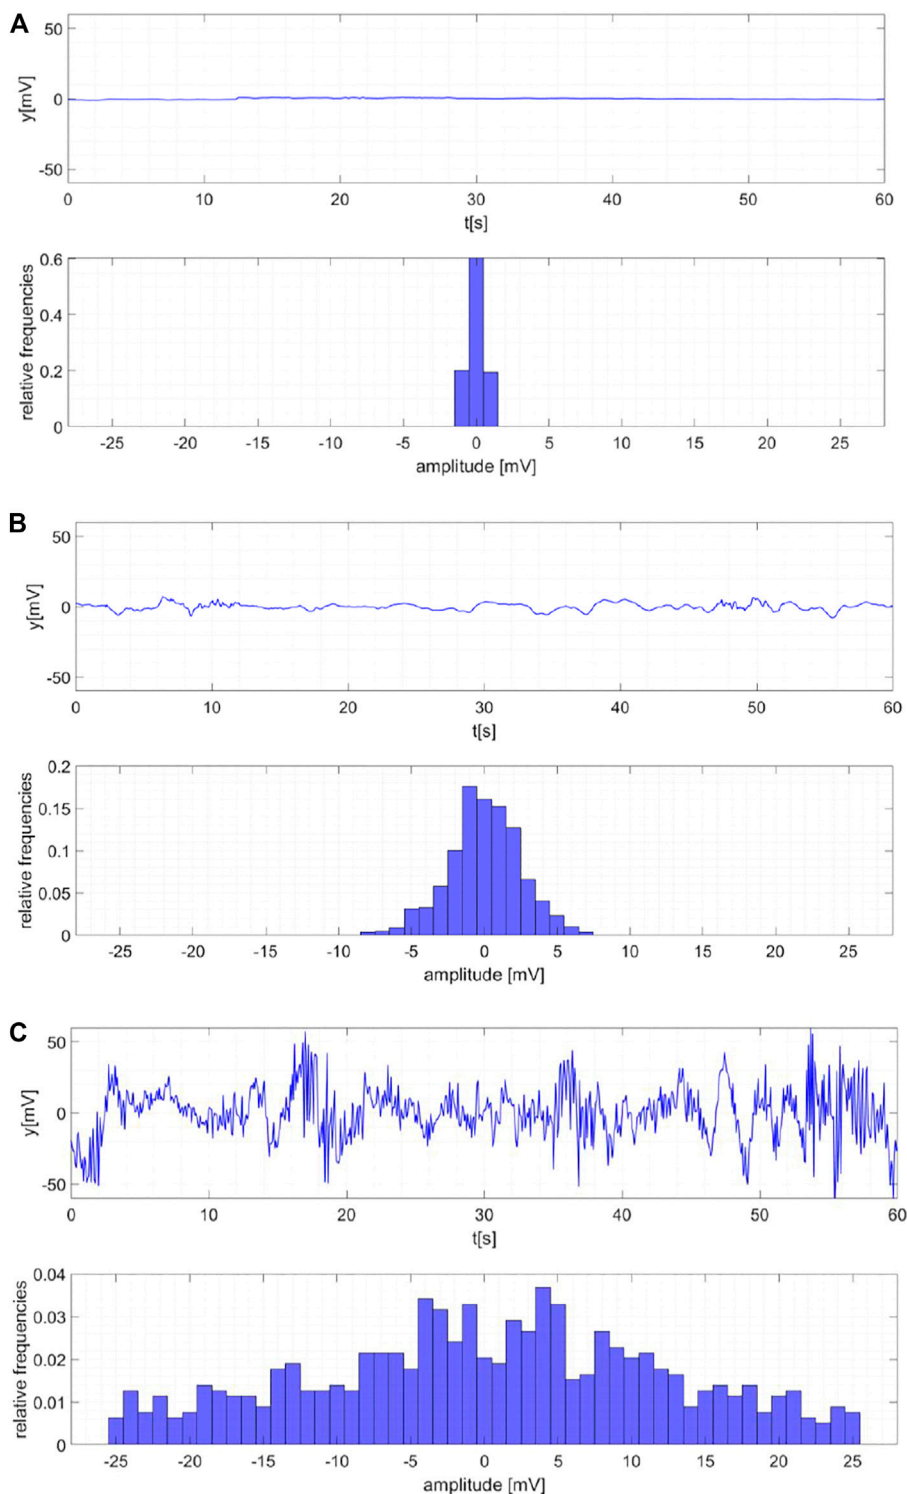 A
50
0
-50
y[mV]
0 10 20 30 40 50 60
t[s]
0.6
0.4
0.2
0
relative frequencies
-25 -20 -15 -10 -5 0 5 10 15 20 25
amplitude [mV]
B
50
0
-50
y[mV]
0 10 20 30 40 50 60
t[s]
0.2
0.15
0.1
0.05
0
relative frequencies
-25 -20 -15 -10 -5 0 5 10 15 20 25
amplitude [mV]
C
50
0
-50
y[mV]
0 10 20 30 40 50 60
t[s]
0.04
0.03
0.02
0.01
0
relative frequencies
-25 -20 -15 -10 -5 0 5 10 15 20 25
amplitude [mV]